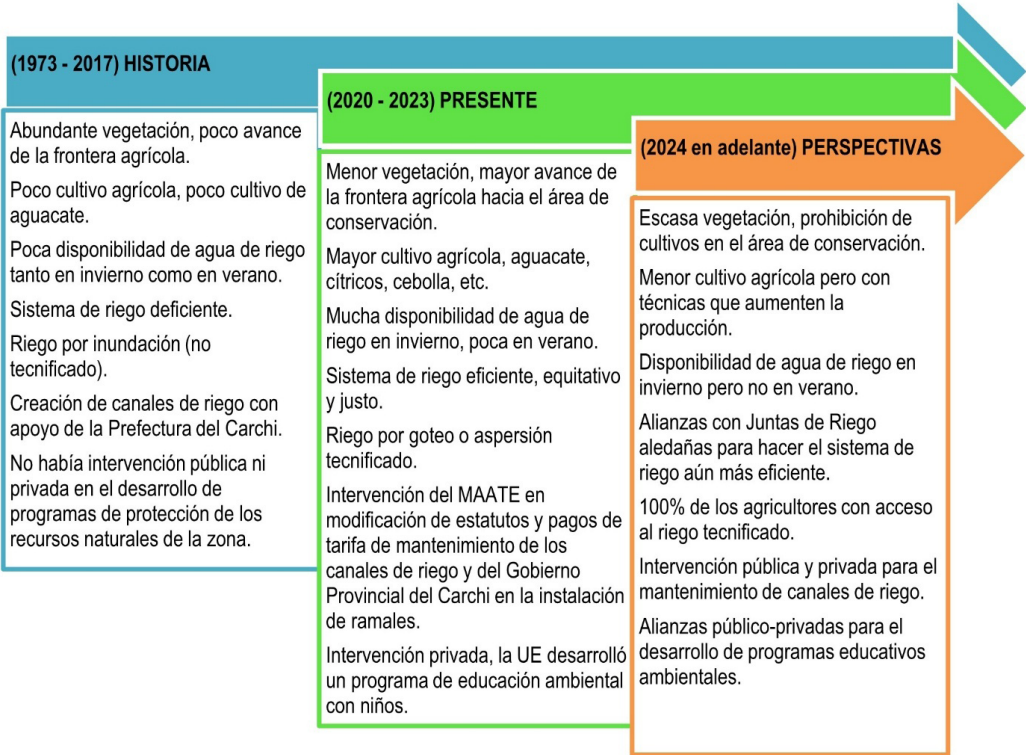 (1973 - 2017) HISTORIA
Abundante vegetación, poco avance
de la frontera agrícola.
Poco cultivo agrícola, poco cultivo de
aguacate.
Poca disponibilidad de agua de riego
tanto en invierno como en verano.
Sistema de riego deficiente.
Riego por inundación (no
tecnificado).
Creación de canales de riego con
apoyo de la Prefectura del Carchi.
No había intervención pública ni
privada en el desarrollo de
programas de protección de los
recursos naturales de la zona.
(2020 - 2023) PRESENTE
Menor vegetación, mayor avance de
la frontera agrícola hacia el área de
conservación.
Mayor cultivo agrícola, aguacate,
cítricos, cebolla, etc.
Mucha disponibilidad de agua de
riego en invierno, poca en verano.
Sistema de riego eficiente, equitativo
y justo.
Riego por goteo o aspersión
tecnificado.
Intervención del MAATE en
modificación de estatutos y pagos de
tarifa de mantenimiento de los
canales de riego y del Gobierno
Provincial del Carchi en la instalación
de ramales.
Intervención privada, la UE desarrolló
un programa de educación ambiental
con niños.
(2024 en adelante) PERSPECTIVAS
Escasa vegetación, prohibición de
cultivos en el área de conservación.
Menor cultivo agrícola pero con
técnicas que aumenten la
producción.
Disponibilidad de agua de riego en
invierno pero no en verano.
Alianzas con Juntas de Riego
aledañas para hacer el sistema de
riego aún más eficiente.
100% de los agricultores con acceso
al riego tecnificado.
Intervención pública y privada para el
mantenimiento de canales de riego.
Alianzas público-privadas para el
desarrollo de programas educativos
ambientales.